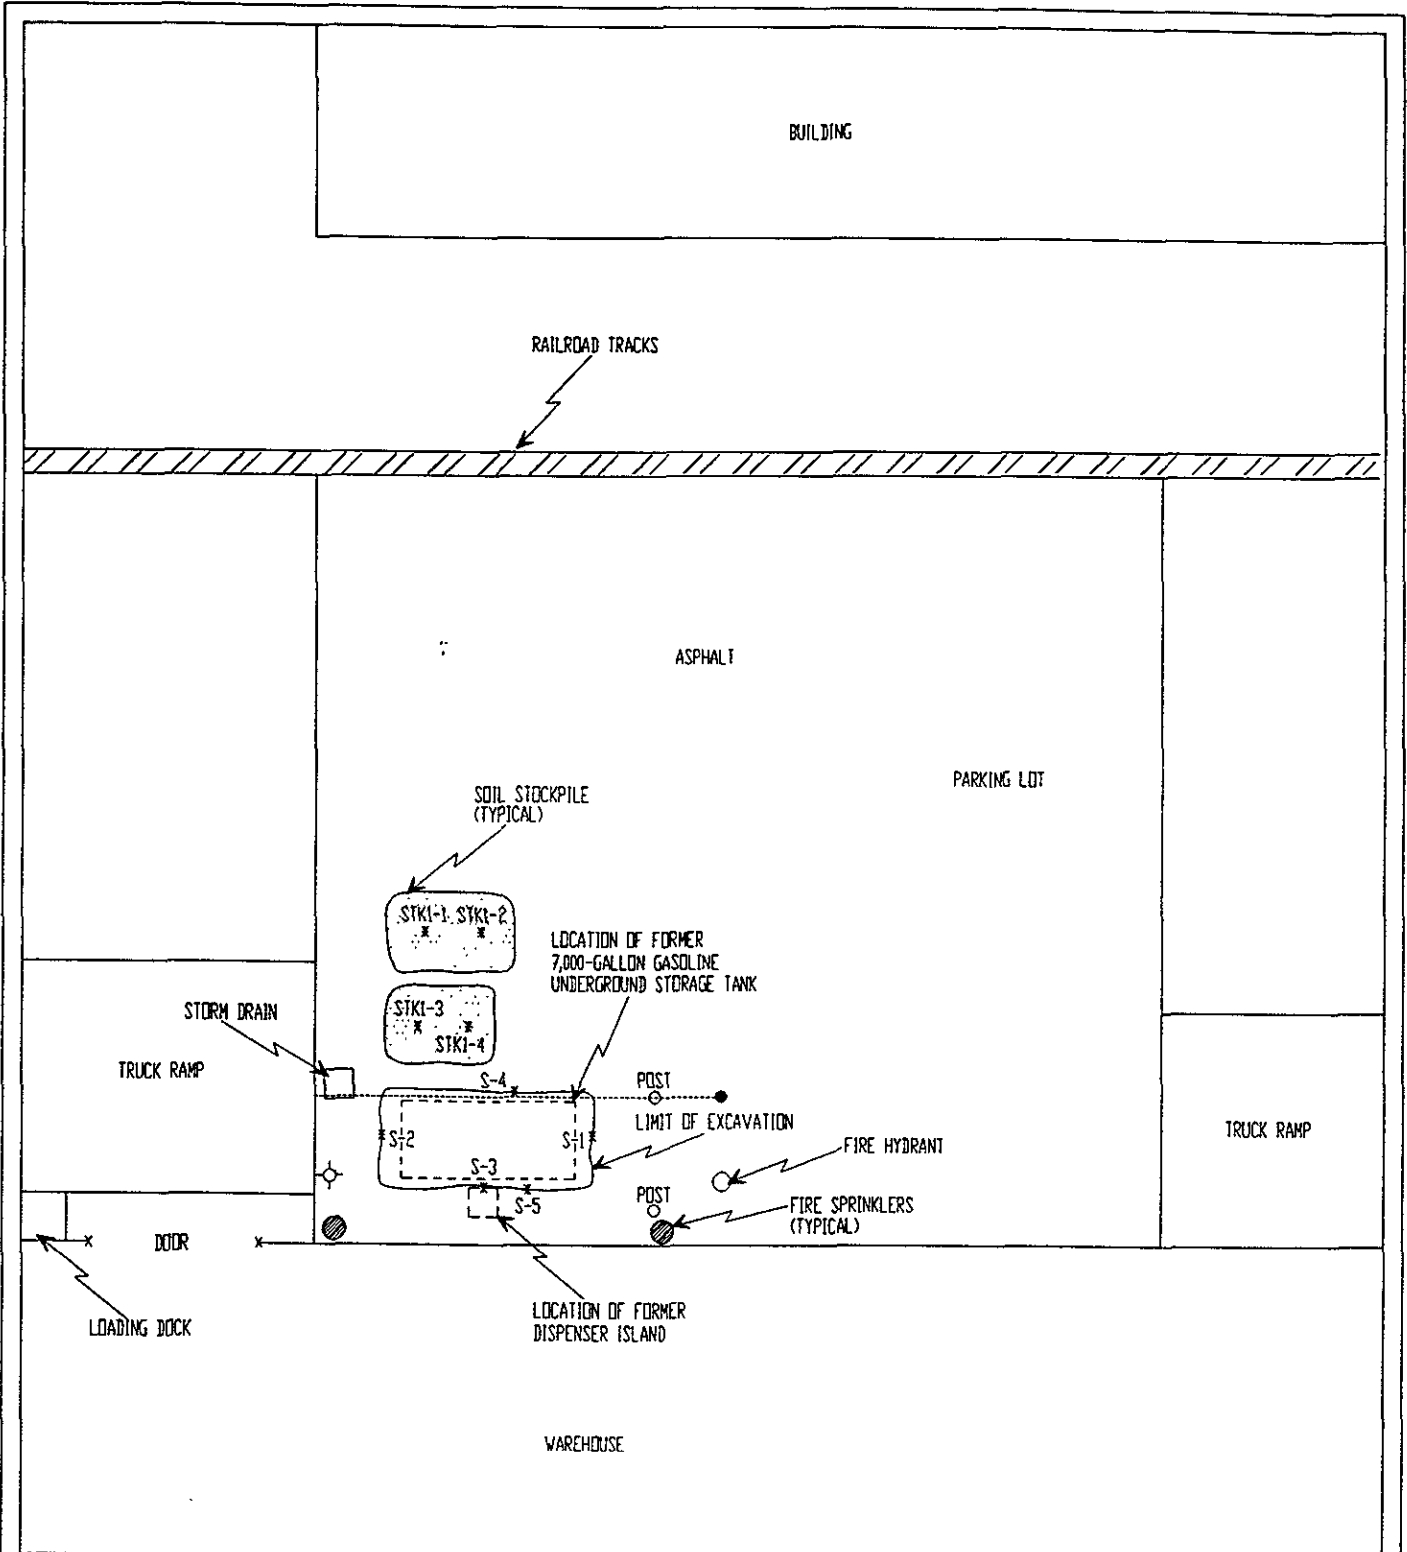 BUILDING
RAILROAD TRACKS
ASPHALT
PARKING LOT
SOIL STOCKPILE
(TYPICAL)
STK1-1 STK1-2
LOCATION OF FORMER
7,000-GALLON GASOLINE
UNDERGROUND STORAGE TANK
STK1-3
STK1-4
STORM DRAIN
TRUCK RAMP
S-4
POST
LIMIT OF EXCAVATION
S-2
S-1
TRUCK RAMP
FIRE HYDRANT
S-3
S-5
POST
FIRE SPRINKLERS
(TYPICAL)
DOOR
LOADING DOCK
LOCATION OF FORMER
DISPENSER ISLAND
WAREHOUSE